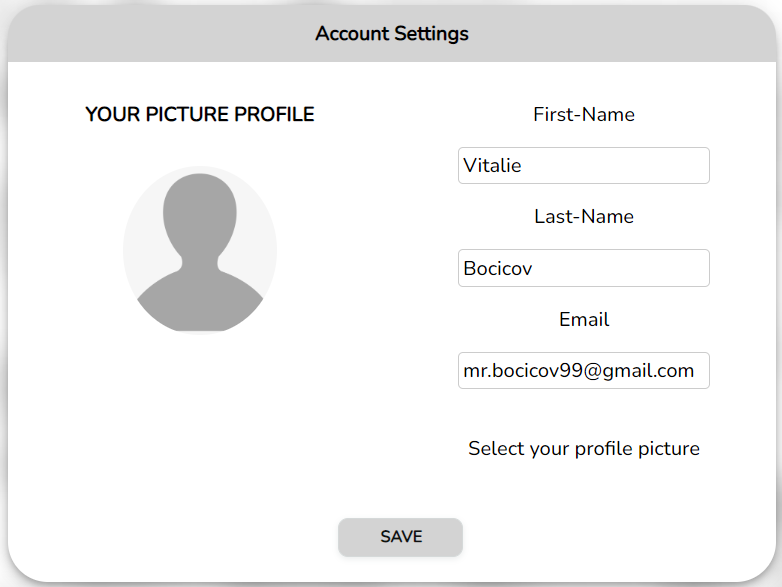 Account Settings
YOUR PICTURE PROFILE
First-Name
Vitalie
Last-Name
Bocicov
Email
mr.bocicov99@gmail.com
Select your profile picture
SAVE